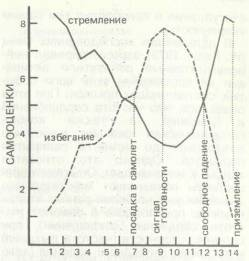 САМООЦЕНКИ
8
6
4
2
0
стремление
избегание
посадка в самолет
сигнал
готовности
свободное падение
приземление
1 2 3 4 5 6 7 8 9 10 11 12 13 14